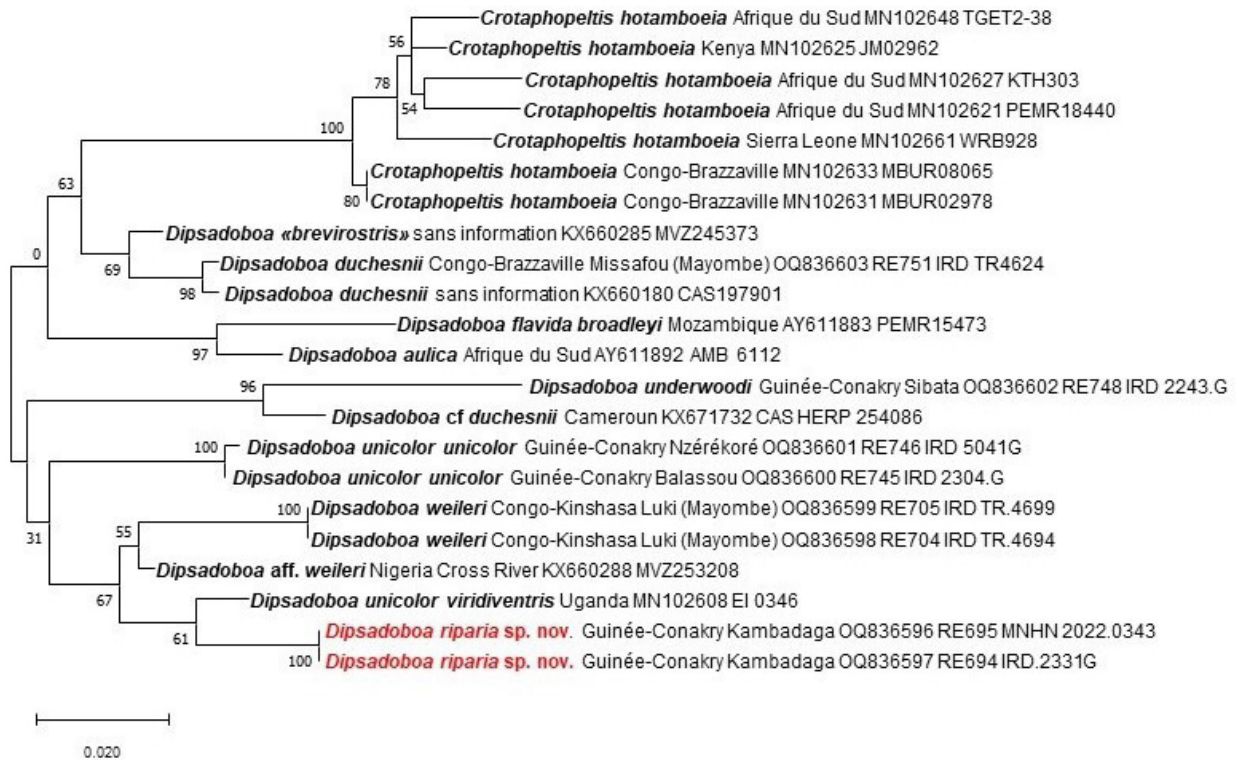 Crotaphopeltis hotamboeia Afrique du Sud MN102648 TGET2-38
56
Crotaphopeltis hotamboeia Kenya MN102625 JM02962
78
Crotaphopeltis hotamboeia Afrique du Sud MN102627 KTH303
54
Crotaphopeltis hotamboeia Afrique du Sud MN102621 PEMR18440
100
Crotaphopeltis hotamboeia Sierra Leone MN102661 WRB928
Crotaphopeltis hotamboeia Congo-Brazzaville MN102633 MBUR08065
63
80
Crotaphopeltis hotamboeia Congo-Brazzaville MN102631 MBUR02978
Dipsadoboa «brevirostris» sans information KX660285 MVZ245373
0
69
Dipsadoboa duchesnii Congo-Brazzaville Missafou (Mayombe) OQ836603 RE751 IRD TR4624
98
Dipsadoboa duchesnii sans information KX660180 CAS197901
Dipsadoboa flavida broadleyi Mozambique AY611883 PEMR15473
97
Dipsadoboa aulica Afrique du Sud AY611892 AMB 6112
96
Dipsadoboa underwoodi Guinée-Conakry Sibata OQ836602 RE748 IRD 2243.G
Dipsadoboa cf duchesnii Cameroun KX671732 CAS HERP 254086
100
Dipsadoboa unicolor unicolor Guinée-Conakry Nzérékoré OQ836601 RE746 IRD 5041G
Dipsadoboa unicolor unicolor Guinée-Conakry Balassou OQ836600 RE745 IRD 2304.G
100
Dipsadoboa weileri Congo-Kinshasa Luki (Mayombe) OQ836599 RE705 IRD TR.4699
31
55
Dipsadoboa weileri Congo-Kinshasa Luki (Mayombe) OQ836598 RE704 IRD TR.4694
Dipsadoboa aff. weileri Nigeria Cross River KX660288 MVZ253208
67
Dipsadoboa unicolor viridiventris Uganda MN102608 EI 0346
61
Dipsadoboa riparia sp. nov. Guinée-Conakry Kambadaga OQ836596 RE695 MNHN 2022.0343
100
Dipsadoboa riparia sp. nov. Guinée-Conakry Kambadaga OQ836597 RE694 IRD.2331G
0.020